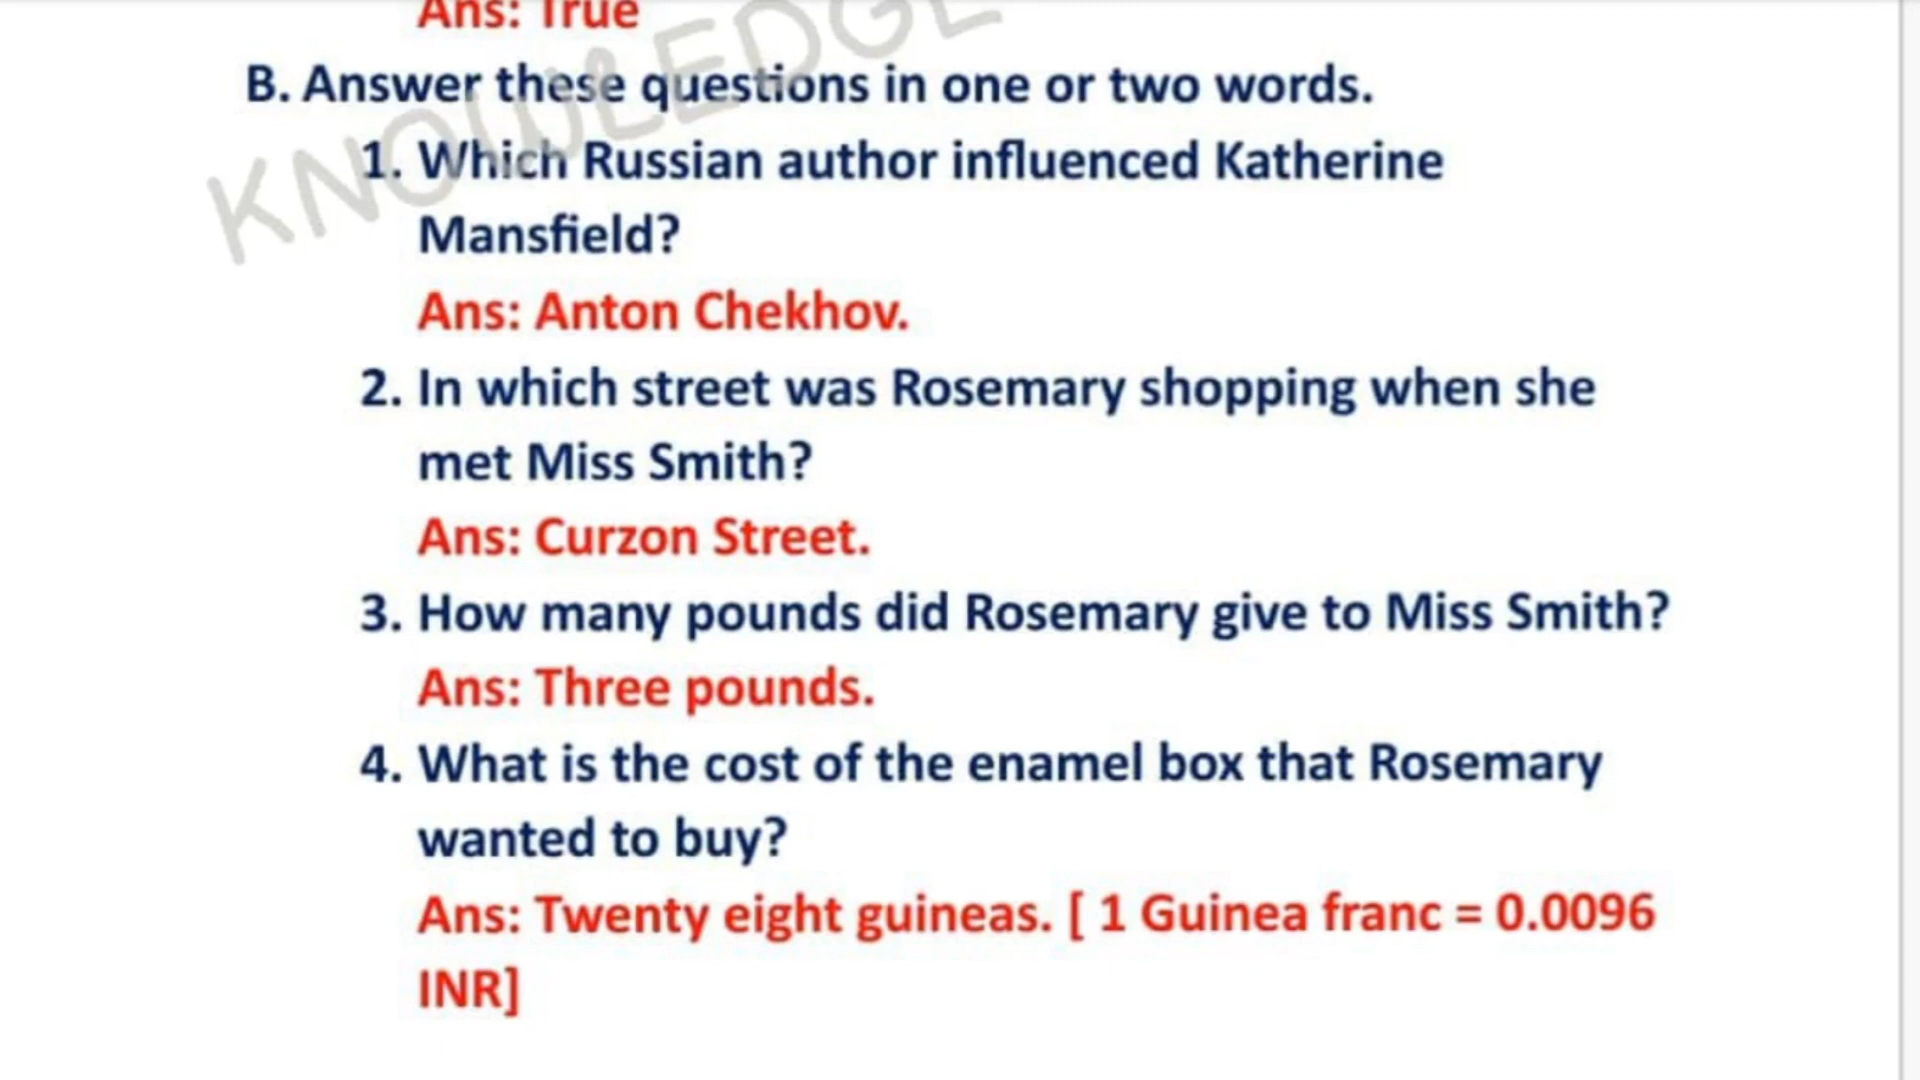 Ans: True
B. Answer these questions in one or two words.
1. Which Russian author influenced Katherine
Mansfield?
Ans: Anton Chekhov.
2. In which street was Rosemary shopping when she
met Miss Smith?
Ans: Curzon Street.
3. How many pounds did Rosemary give to Miss Smith?
Ans: Three pounds.
4. What is the cost of the enamel box that Rosemary
wanted to buy?
Ans: Twenty eight guineas. [ 1 Guinea franc = 0.0096
INR]
KNOWLEDGE